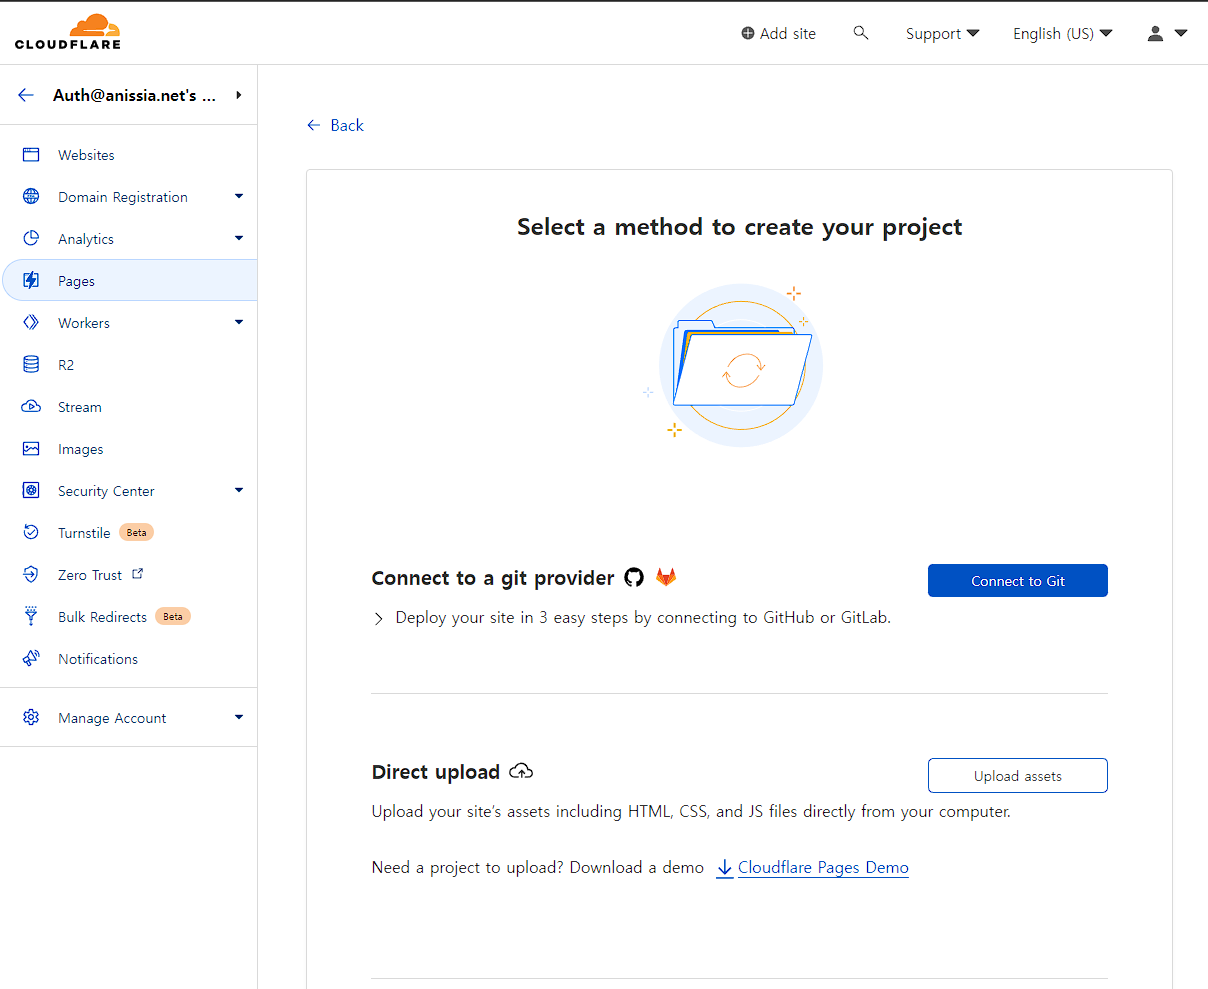 CLOUDFLARE
Add site
Support
English (US)
Auth@anissia.net's ...
Websites
Domain Registration
Analytics
Pages
Workers
R2
Stream
Images
Security Center
Turnstile Beta
Zero Trust
Bulk Redirects Beta
Notifications
Manage Account
Back
Select a method to create your project
Connect to a git provider
Connect to Git
Deploy your site in 3 easy steps by connecting to GitHub or GitLab.
Direct upload
Upload assets
Upload your site's assets including HTML, CSS, and JS files directly from your computer.
Need a project to upload? Download a demo Cloudflare Pages Demo